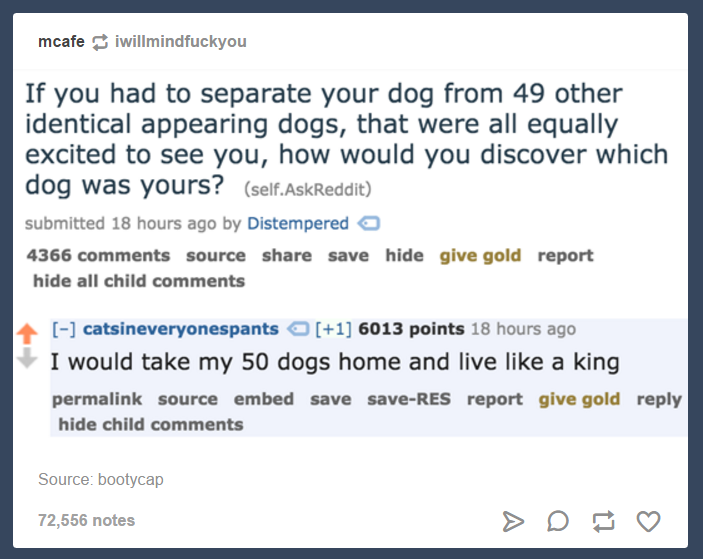 mcafe iwillmindfuckyou
If you had to separate your dog from 49 other
identical appearing dogs, that were all equally
excited to see you, how would you discover which
dog was yours? (self.AskReddit)
submitted 18 hours ago by Distempered
4366 comments source share save hide give gold report
hide all child comments
[-] catsineveryonespants [+1] 6013 points 18 hours ago
I would take my 50 dogs home and live like a king
permalink source embed save save-RES report give gold reply
hide child comments
Source: bootycap
72,556 notes